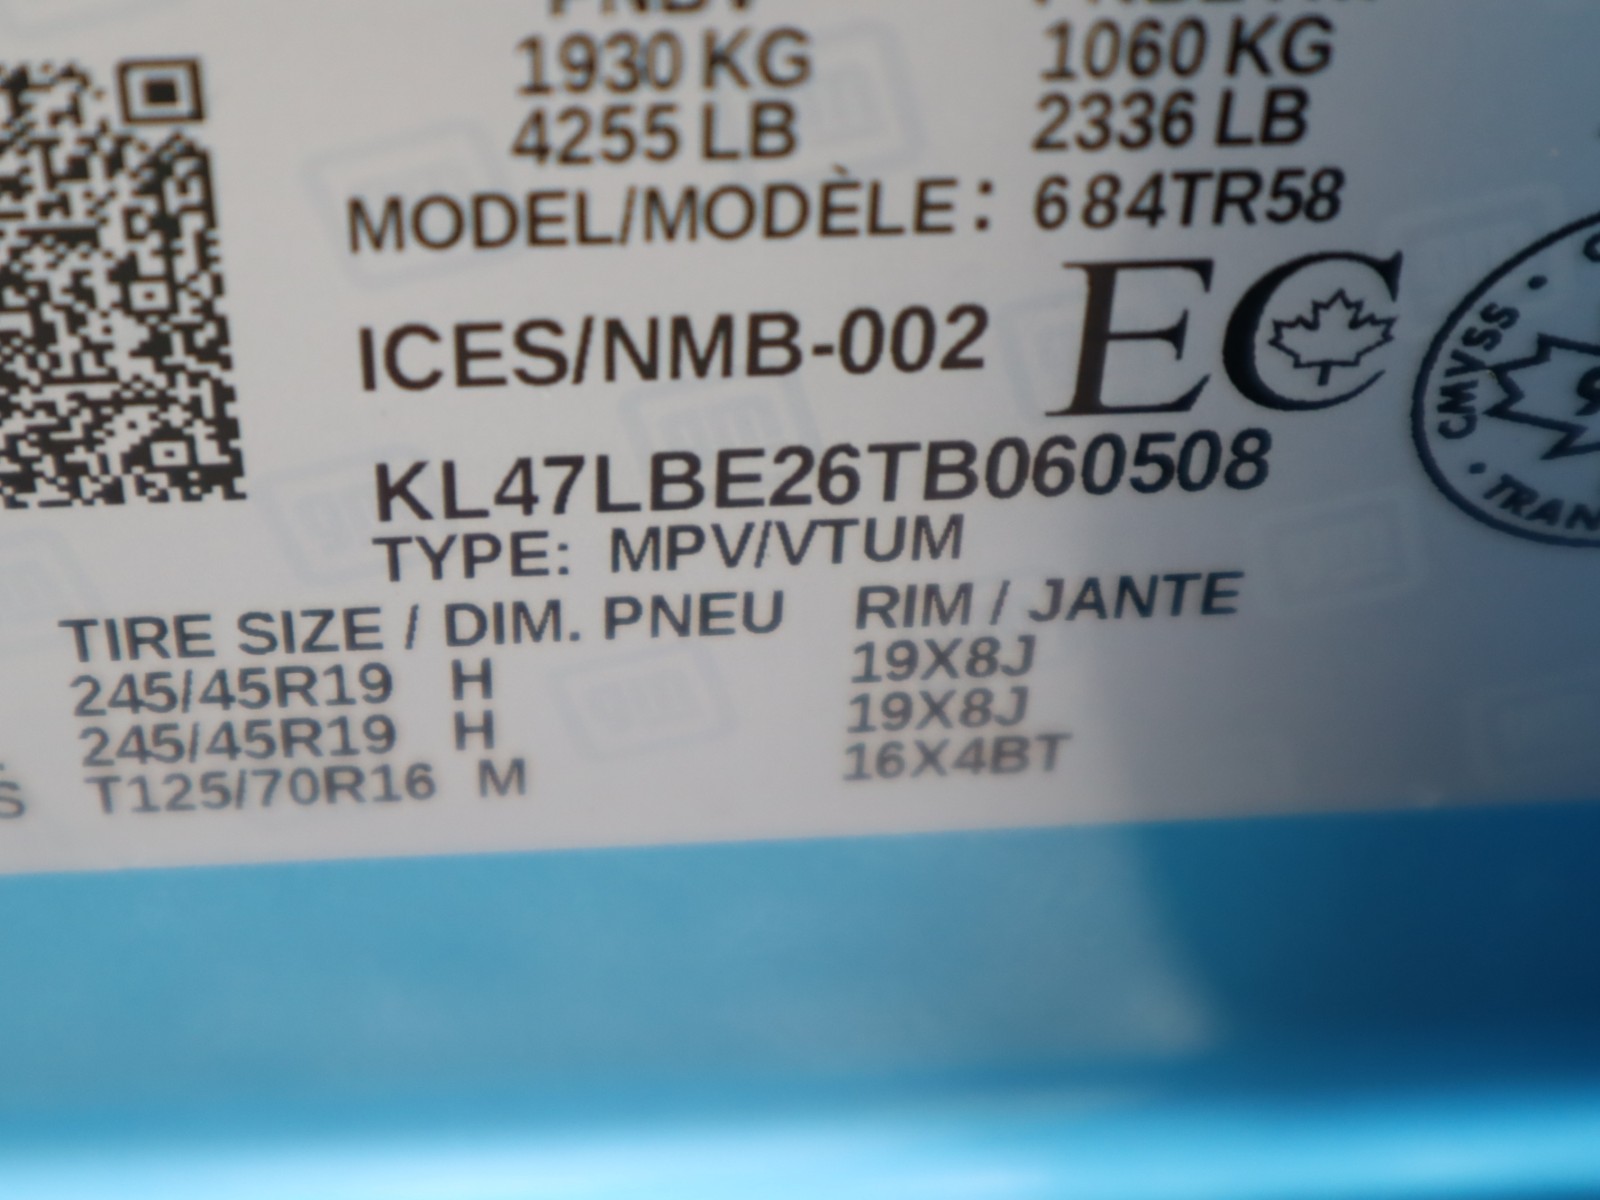 1930 KG 1060 KG
4255 LB 2336 LB
MODEL/MODÈLE: 684TR58
ICES/NMB-002 EC
KL47LBE26TB060508
TYPE: MPV/VTUM
TIRE SIZE / DIM. PNEU RIM / JANTE
245/45R19 H 19X8J
245/45R19 H 19X8J
S T125/70R16 M 16X4BT
CMVSS